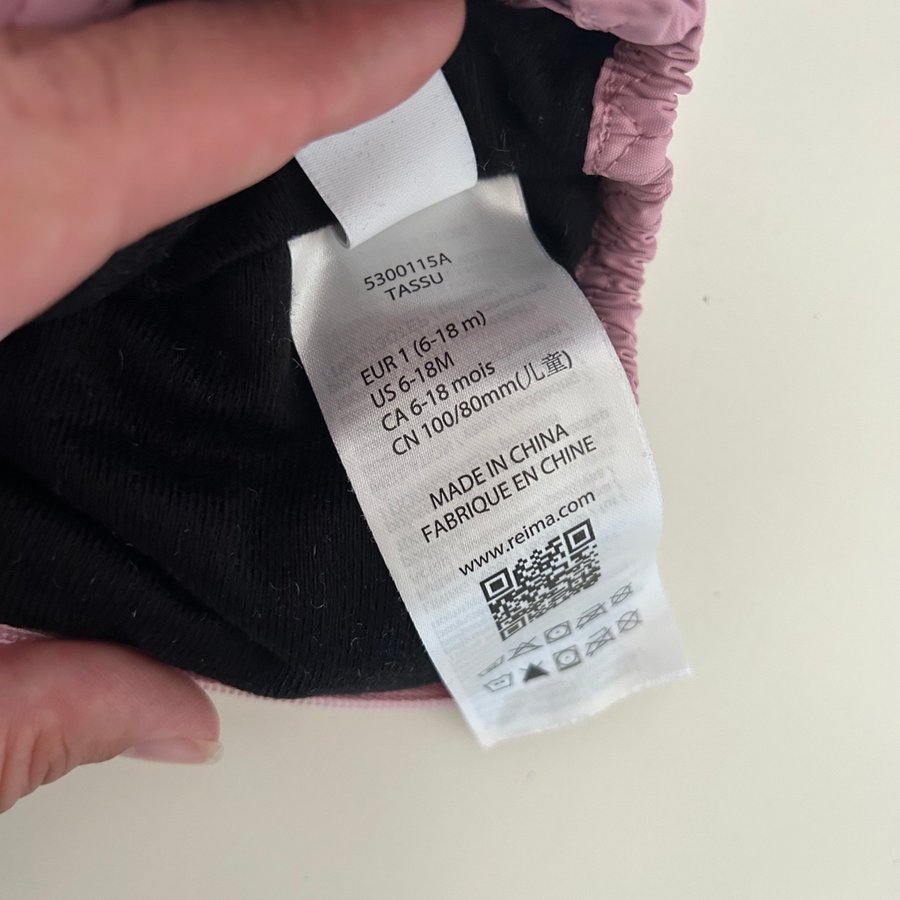 5300115A
TASSU
EUR 1 (6-18 m)
US 6-18M
CA 6-18 mois
CN 100/80mm(儿童)
MADE IN CHINA
FABRIQUE EN CHINE
www.reima.com